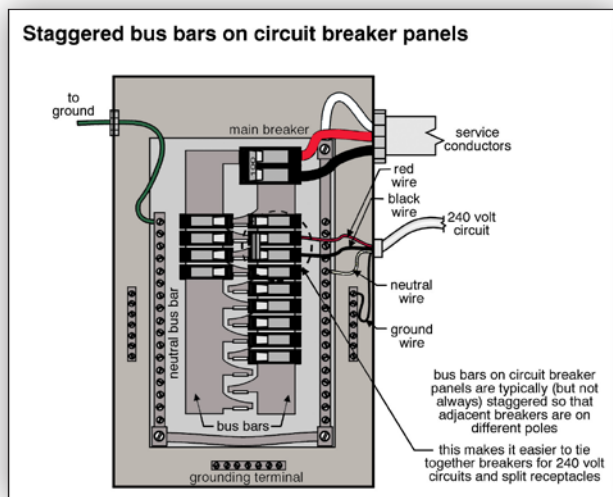 Staggered bus bars on circuit breaker panels
to
ground
main breaker
service
conductors
red
wire
black
wire
240 volt
circuit
neutral
wire
ground
wire
neutral bus bar
bus bars
grounding terminal
bus bars on circuit breaker
panels are typically (but not
always) staggered so that
adjacent breakers are on
different poles
this makes it easier to tie
together breakers for 240 volt
circuits and split receptacles